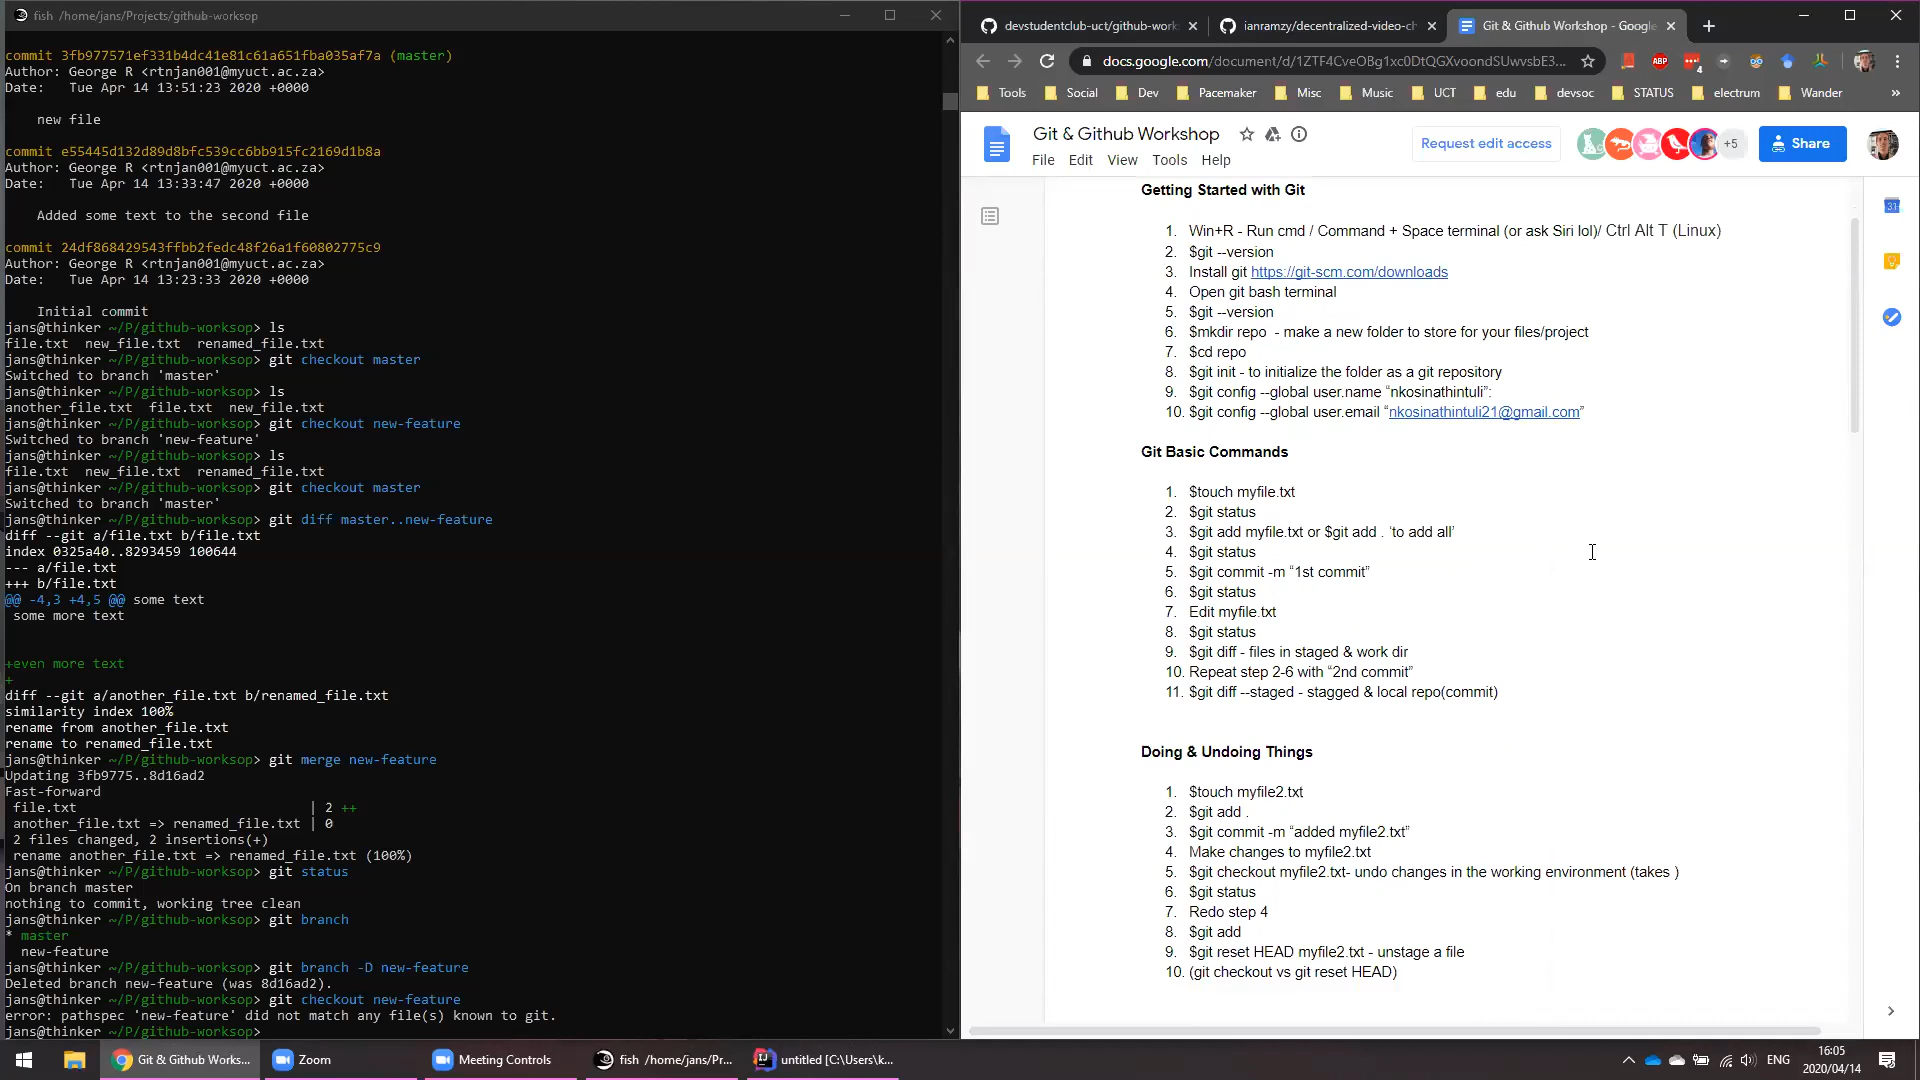 fish /home/jans/Projects/github-worksop
commit 3fb977571ef331b4dc41e81c61a651fba035af7a (master)
Author: George R <rtnjan001@myuct.ac.za>
Date:   Tue Apr 14 13:51:23 2020 +0000
new file
commit e55445d132d89d8bfc539cc6bb915fc2169d1b8a
Author: George R <rtnjan001@myuct.ac.za>
Date:   Tue Apr 14 13:33:47 2020 +0000
Added some text to the second file
commit 24df868429543ffbb2fedc48f26a1f60802775c9
Author: George R <rtnjan001@myuct.ac.za>
Date:   Tue Apr 14 13:23:33 2020 +0000
Initial commit
jans@thinker ~/P/github-worksop> ls
file.txt  new_file.txt  renamed_file.txt
jans@thinker ~/P/github-worksop> git checkout master
Switched to branch 'master'
jans@thinker ~/P/github-worksop> ls
another_file.txt  file.txt  new_file.txt
jans@thinker ~/P/github-worksop> git checkout new-feature
Switched to branch 'new-feature'
jans@thinker ~/P/github-worksop> ls
file.txt  new_file.txt  renamed_file.txt
jans@thinker ~/P/github-worksop> git checkout master
Switched to branch 'master'
jans@thinker ~/P/github-worksop> git diff master..new-feature
diff --git a/file.txt b/file.txt
index 0325a40..8293459 100644
--- a/file.txt
+++ b/file.txt
@@ -4,3 +4,5 @@ some text
some more text
+even more text
+
diff --git a/another_file.txt b/renamed_file.txt
similarity index 100%
rename from another_file.txt
rename to renamed_file.txt
jans@thinker ~/P/github-worksop> git merge new-feature
Updating 3fb9775..8d16ad2
Fast-forward
file.txt | 2 ++
another_file.txt => renamed_file.txt | 0
2 files changed, 2 insertions(+)
rename another_file.txt => renamed_file.txt (100%)
jans@thinker ~/P/github-worksop> git status
On branch master
nothing to commit, working tree clean
jans@thinker ~/P/github-worksop> git branch
* master
new-feature
jans@thinker ~/P/github-worksop> git branch -D new-feature
Deleted branch new-feature (was 8d16ad2).
jans@thinker ~/P/github-worksop> git checkout new-feature
error: pathspec 'new-feature' did not match any file(s) known to git.
jans@thinker ~/P/github-worksop>
devstudentclub-uct/github-work
ianramzy/decentralized-video-ch
Git & Github Workshop - Google
docs.google.com/document/d/1ZTF4CveOBg1xc0DtQGXvoondSUwvsbE3...
ABP
4
Tools Social Dev Pacemaker Misc Music UCT edu devsoc STATUS electrum Wander »
Git & Github Workshop
File Edit View Tools Help
Request edit access
+5
Share
31
Getting Started with Git
1. Win+R - Run cmd / Command + Space terminal (or ask Siri lol)/ Ctrl Alt T (Linux)
2. $git --version
3. Install git https://git-scm.com/downloads
4. Open git bash terminal
5. $git --version
6. $mkdir repo  - make a new folder to store for your files/project
7. $cd repo
8. $git init - to initialize the folder as a git repository
9. $git config --global user.name “nkosinathintuli”:
10. $git config --global user.email “nkosinathintuli21@gmail.com”
Git Basic Commands
1. $touch myfile.txt
2. $git status
3. $git add myfile.txt or $git add . ‘to add all’
4. $git status
5. $git commit -m “1st commit”
6. $git status
7. Edit myfile.txt
8. $git status
9. $git diff - files in staged & work dir
10. Repeat step 2-6 with “2nd commit”
11. $git diff --staged - stagged & local repo(commit)
Doing & Undoing Things
1. $touch myfile2.txt
2. $git add .
3. $git commit -m “added myfile2.txt”
4. Make changes to myfile2.txt
5. $git checkout myfile2.txt- undo changes in the working environment (takes )
6. $git status
7. Redo step 4
8. $git add
9. $git reset HEAD myfile2.txt - unstage a file
10. (git checkout vs git reset HEAD)
Git & Github Works...
Zoom
Meeting Controls
fish /home/jans/Pr...
untitled [C:\Users\k...
ENG
16:05
2020/04/14